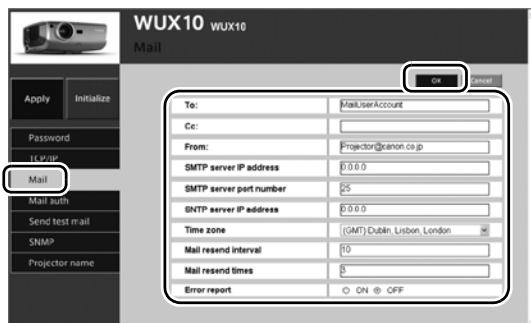 WUX10 WUX10
Mail
OK Cancel
Apply Initialize
Password
TCP/IP
Mail
Mail auth
Send test mail
SNMP
Projector name
To: MailUserAccount
Cc:
From: Projector@canon.co.jp
SMTP server IP address 0.0.0.0
SMTP server port number 25
SNTP server IP address 0.0.0.0
Time zone (GMT) Dublin, Lisbon, London
Mail resend interval 10
Mail resend times 3
Error report ON OFF